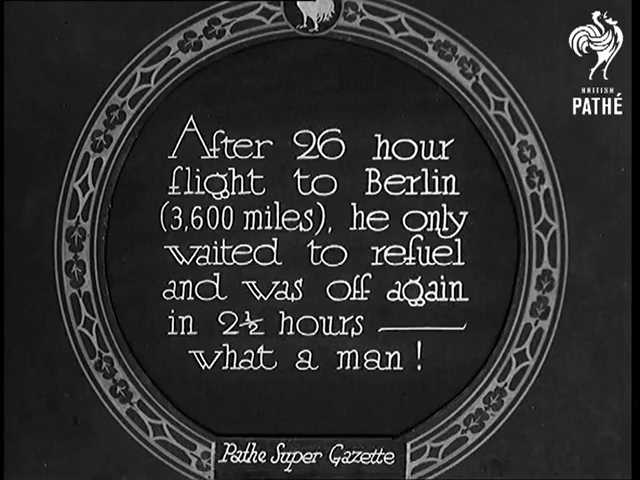 After 26 hour
flight to Berlin
(3,600 miles), he only
waited to refuel
and was off again
in 2½ hours ——
what a man!
Pathe Super Gazette
BRITISH
PATHÉ